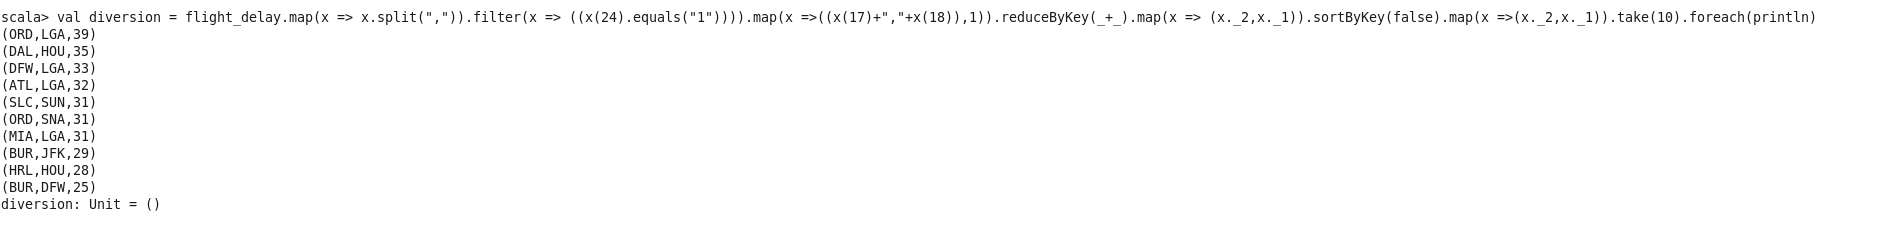 scala> val diversion = flight_delay.map(x => x.split(",")).filter(x => ((x(24).equals("1")))).map(x =>((x(17)+","+x(18)),1)).reduceByKey(_+_).map(x => (x._2,x._1)).sortByKey(false).map(x =>(x._2,x._1)).take(10).foreach(println)
(ORD,LGA,39)
(DAL,HOU,35)
(DFW,LGA,33)
(ATL,LGA,32)
(SLC,SUN,31)
(ORD,SNA,31)
(MIA,LGA,31)
(BUR,JFK,29)
(HRL,HOU,28)
(BUR,DFW,25)
diversion: Unit = ()